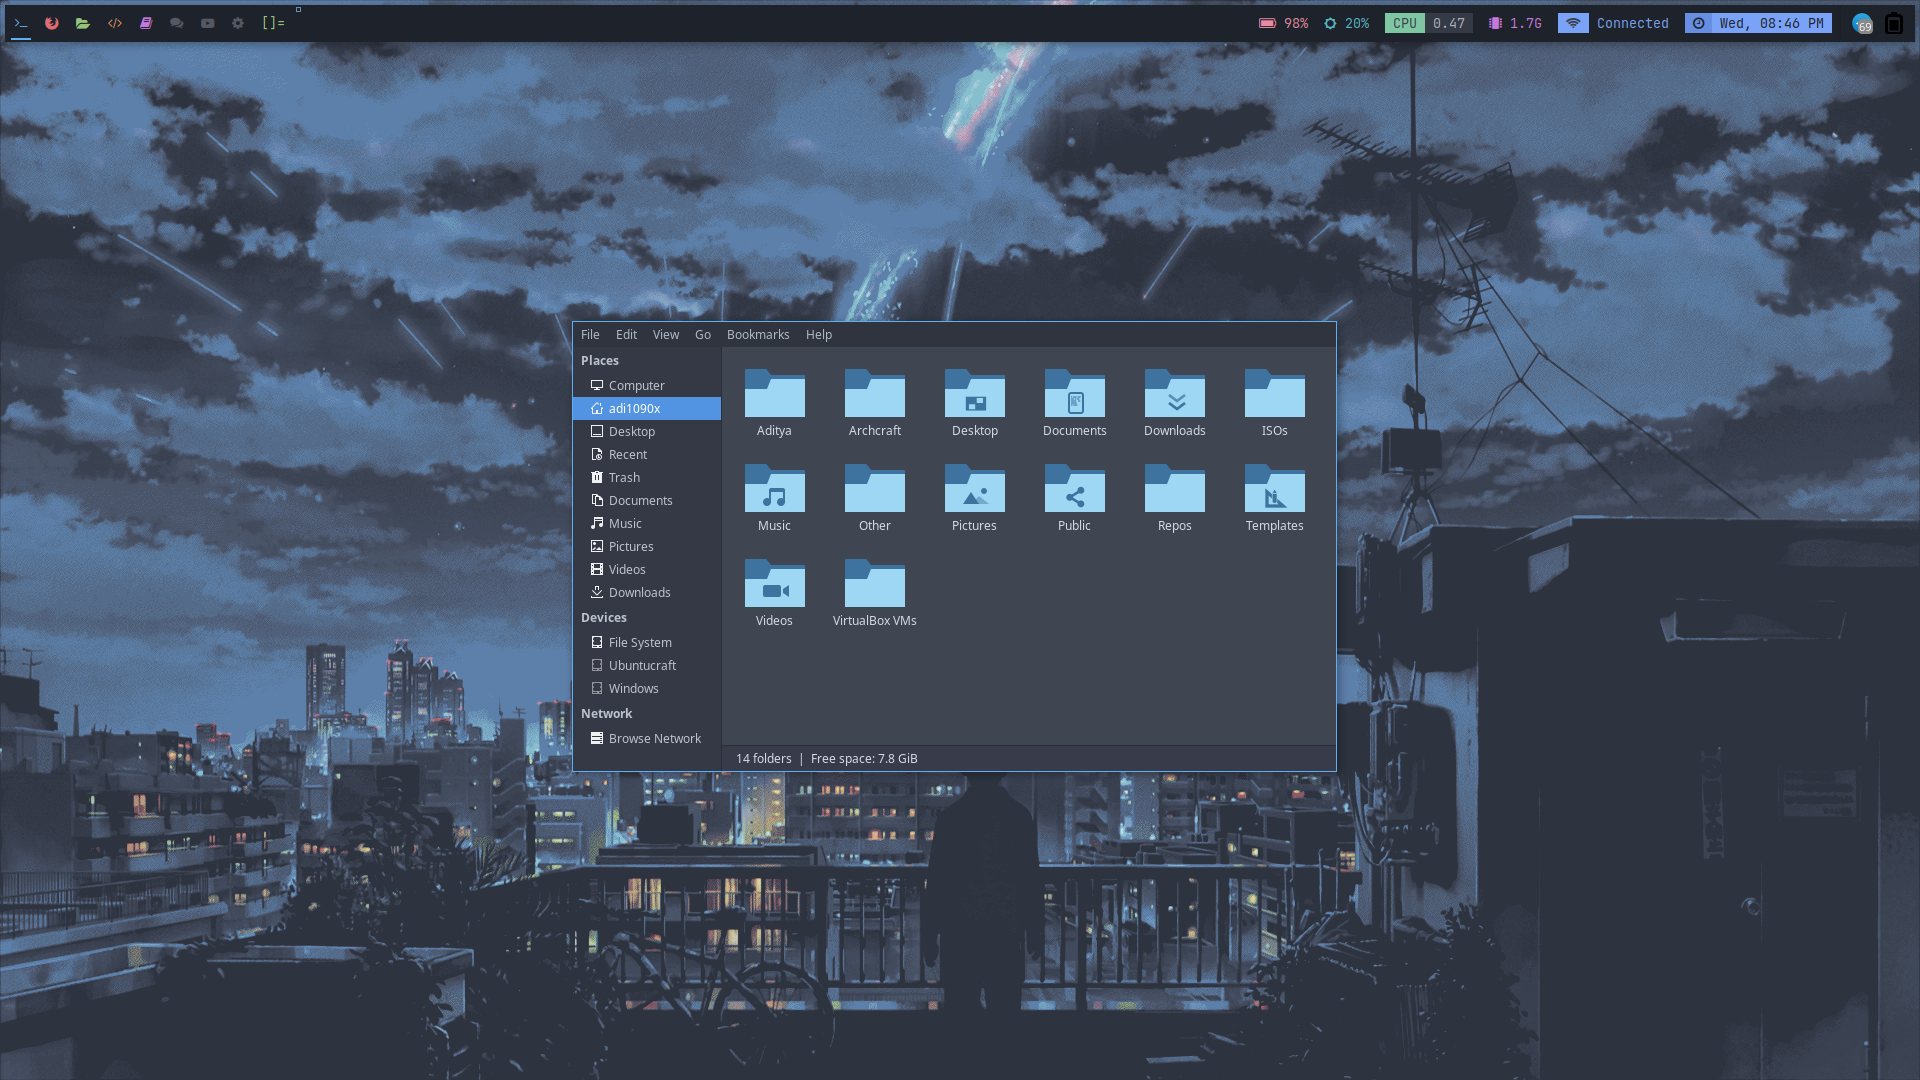 []= 98% 20% CPU 0.47 1.7G Connected Wed, 08:46 PM 69
File Edit View Go Bookmarks Help
Places
Computer
adi1090x
Desktop
Recent
Trash
Documents
Music
Pictures
Videos
Downloads
Devices
File System
Ubuntucraft
Windows
Network
Browse Network
Aditya Archcraft Desktop Documents Downloads ISOs
Music Other Pictures Public Repos Templates
Videos VirtualBox VMs
14 folders | Free space: 7.8 GiB